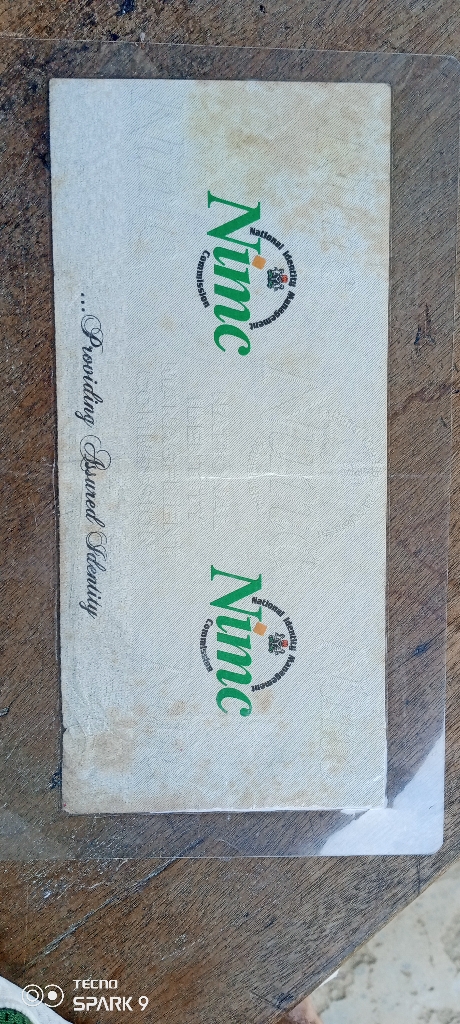 Nimc
National Identity Management
Commission
Nimc
National Identity Management
Commission
...Providing Assured Identity
TECNO
SPARK 9